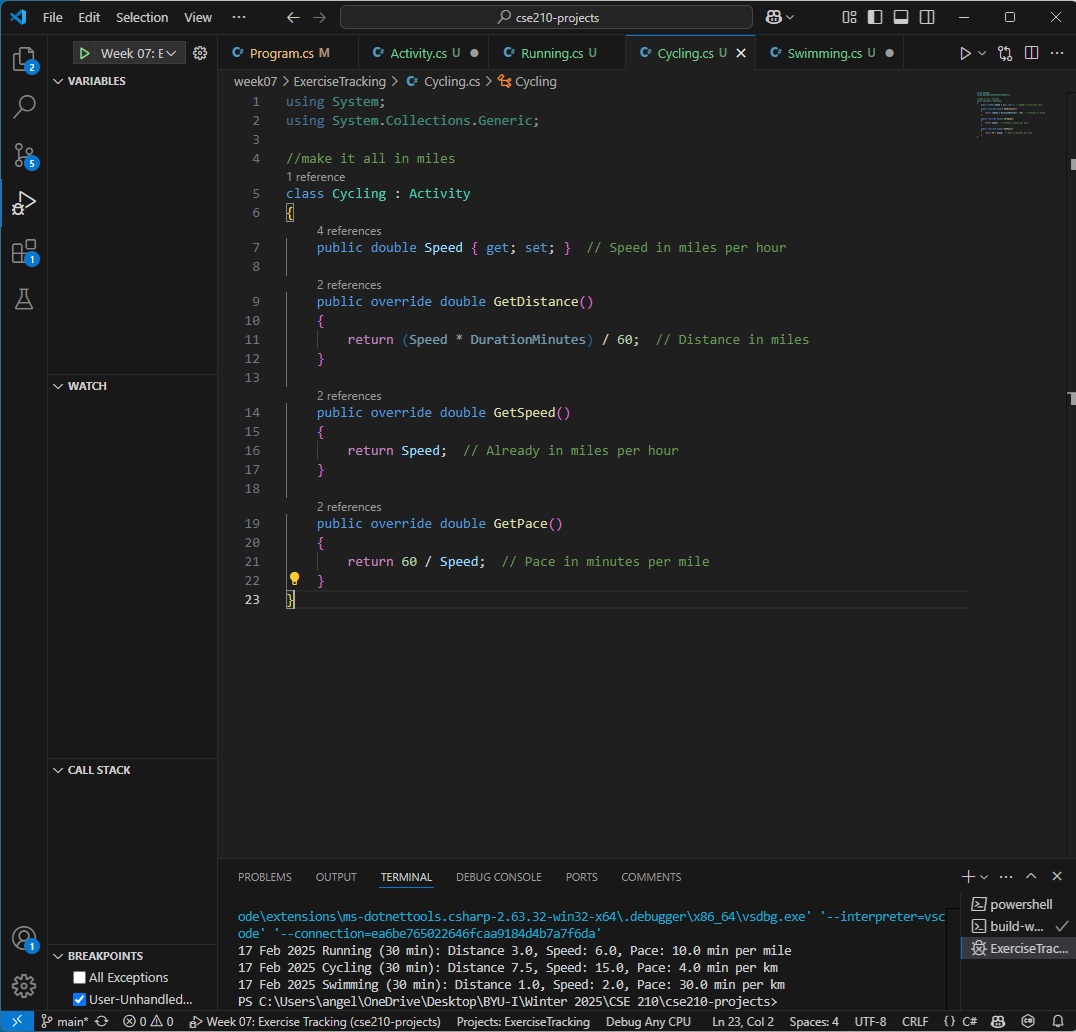 File Edit Selection View ··· cse210-projects
Week 07: E
Program.cs M Activity.cs U Running.cs U Cycling.cs U Swimming.cs U
week07 > ExerciseTracking > Cycling.cs > Cycling
VARIABLES
WATCH
CALL STACK
BREAKPOINTS
All Exceptions
User-Unhandled...
1 using System;
2 using System.Collections.Generic;
3
4 //make it all in miles
1 reference
5 class Cycling : Activity
6 {
4 references
7 public double Speed { get; set; } // Speed in miles per hour
8
2 references
9 public override double GetDistance()
10 {
11 return (Speed * DurationMinutes) / 60; // Distance in miles
12 }
13
2 references
14 public override double GetSpeed()
15 {
16 return Speed; // Already in miles per hour
17 }
18
2 references
19 public override double GetPace()
20 {
21 return 60 / Speed; // Pace in minutes per mile
22 }
23 }
2
5
1
1
PROBLEMS OUTPUT TERMINAL DEBUG CONSOLE PORTS COMMENTS
ode\extensions\ms-dotnettools.csharp-2.63.32-win32-x64\.debugger\x86_64\vsdbg.exe' '--interpreter=vsc
ode' '--connection=ea6be765022646fcaa9184d4b7a7f6da'
17 Feb 2025 Running (30 min): Distance 3.0, Speed: 6.0, Pace: 10.0 min per mile
17 Feb 2025 Cycling (30 min): Distance 7.5, Speed: 15.0, Pace: 4.0 min per km
17 Feb 2025 Swimming (30 min): Distance 1.0, Speed: 2.0, Pace: 30.0 min per km
PS C:\Users\angel\OneDrive\Desktop\BYU-I\Winter 2025\CSE 210\cse210-projects>
powershell
build-w...
ExerciseTrac...
main* 0 0 Week 07: Exercise Tracking (cse210-projects) Projects: ExerciseTracking Debug Any CPU Ln 23, Col 2 Spaces: 4 UTF-8 CRLF {} C#